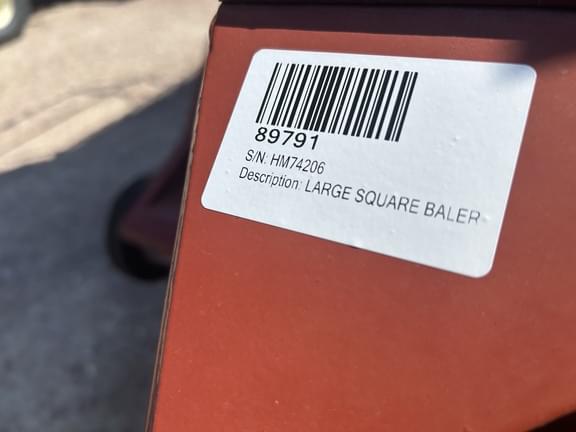 89791
S/N: HM74206
Description: LARGE SQUARE BALER